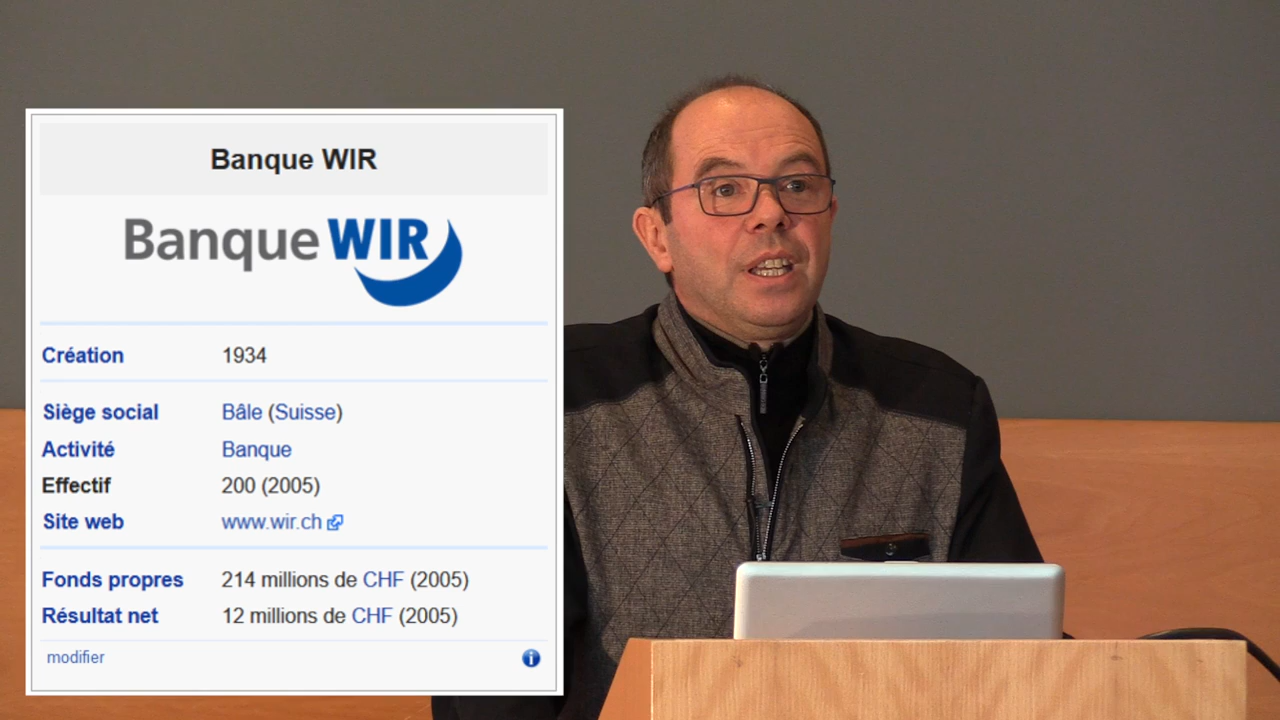 Banque WIR
Banque WIR
Création 1934
Siège social Bâle (Suisse)
Activité Banque
Effectif 200 (2005)
Site web www.wir.ch
Fonds propres 214 millions de CHF (2005)
Résultat net 12 millions de CHF (2005)
modifier